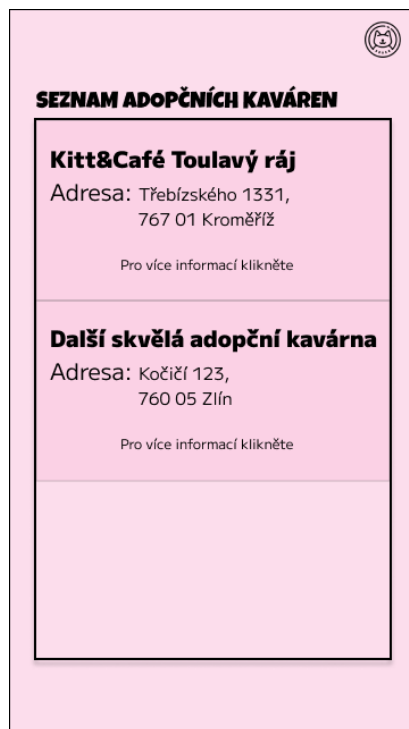 SEZNAM ADOPČNÍCH KAVÁREN
Kitt&Café Toulavý ráj
Adresa: Třebízského 1331,
767 01 Kroměříž
Pro více informací klikněte
Další skvělá adopční kavárna
Adresa: Kočičí 123,
760 05 Zlín
Pro více informací klikněte